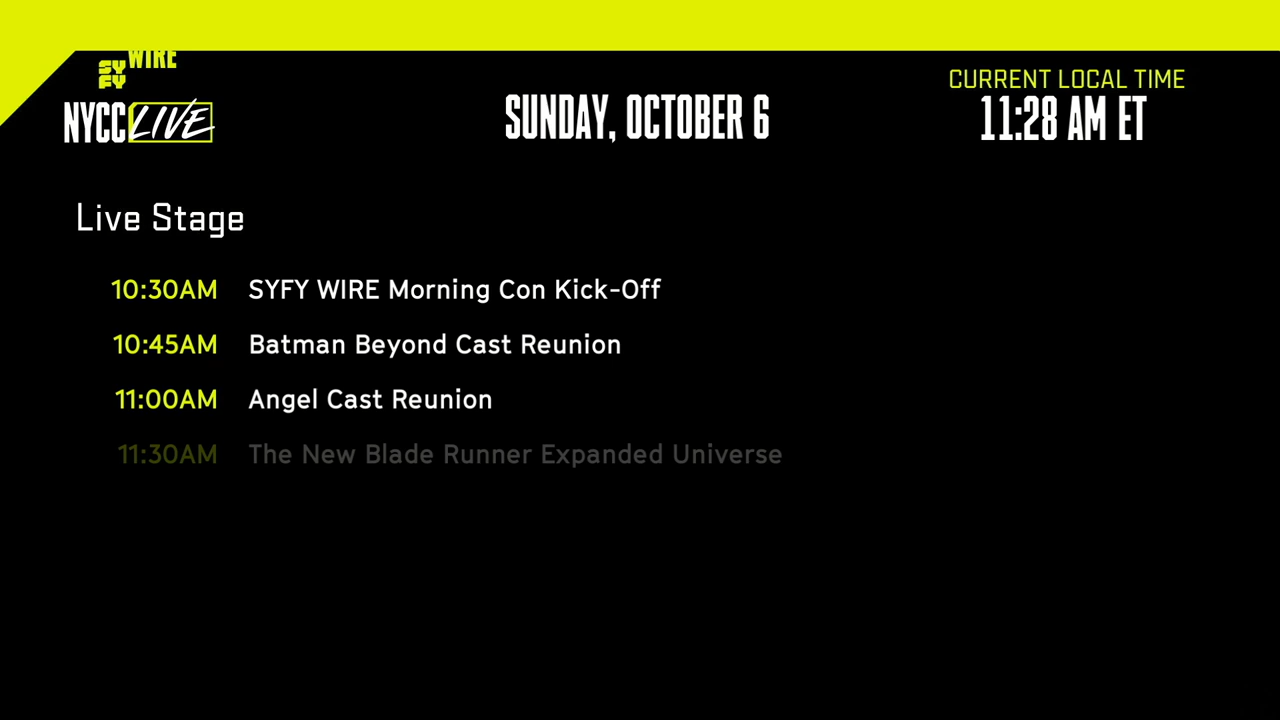 SYFY WIRE
NYCC LIVE
SUNDAY, OCTOBER 6
CURRENT LOCAL TIME
11:28 AM ET
Live Stage
10:30AM SYFY WIRE Morning Con Kick-Off
10:45AM Batman Beyond Cast Reunion
11:00AM Angel Cast Reunion
11:30AM The New Blade Runner Expanded Universe